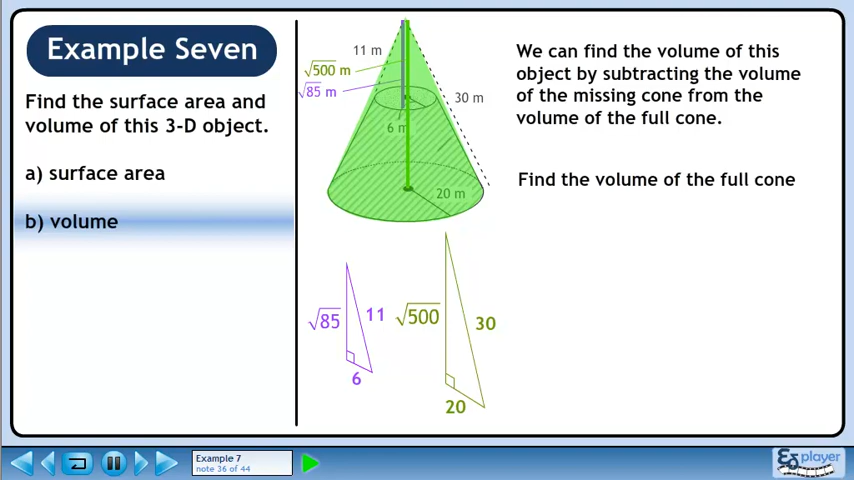 Example Seven
Find the surface area and
volume of this 3-D object.
a) surface area
b) volume
11 m
√500 m
√85 m
30 m
6 m
20 m
√85
11
6
√500
30
20
We can find the volume of this
object by subtracting the volume
of the missing cone from the
volume of the full cone.
Find the volume of the full cone
Example 7
note 36 of 44
player